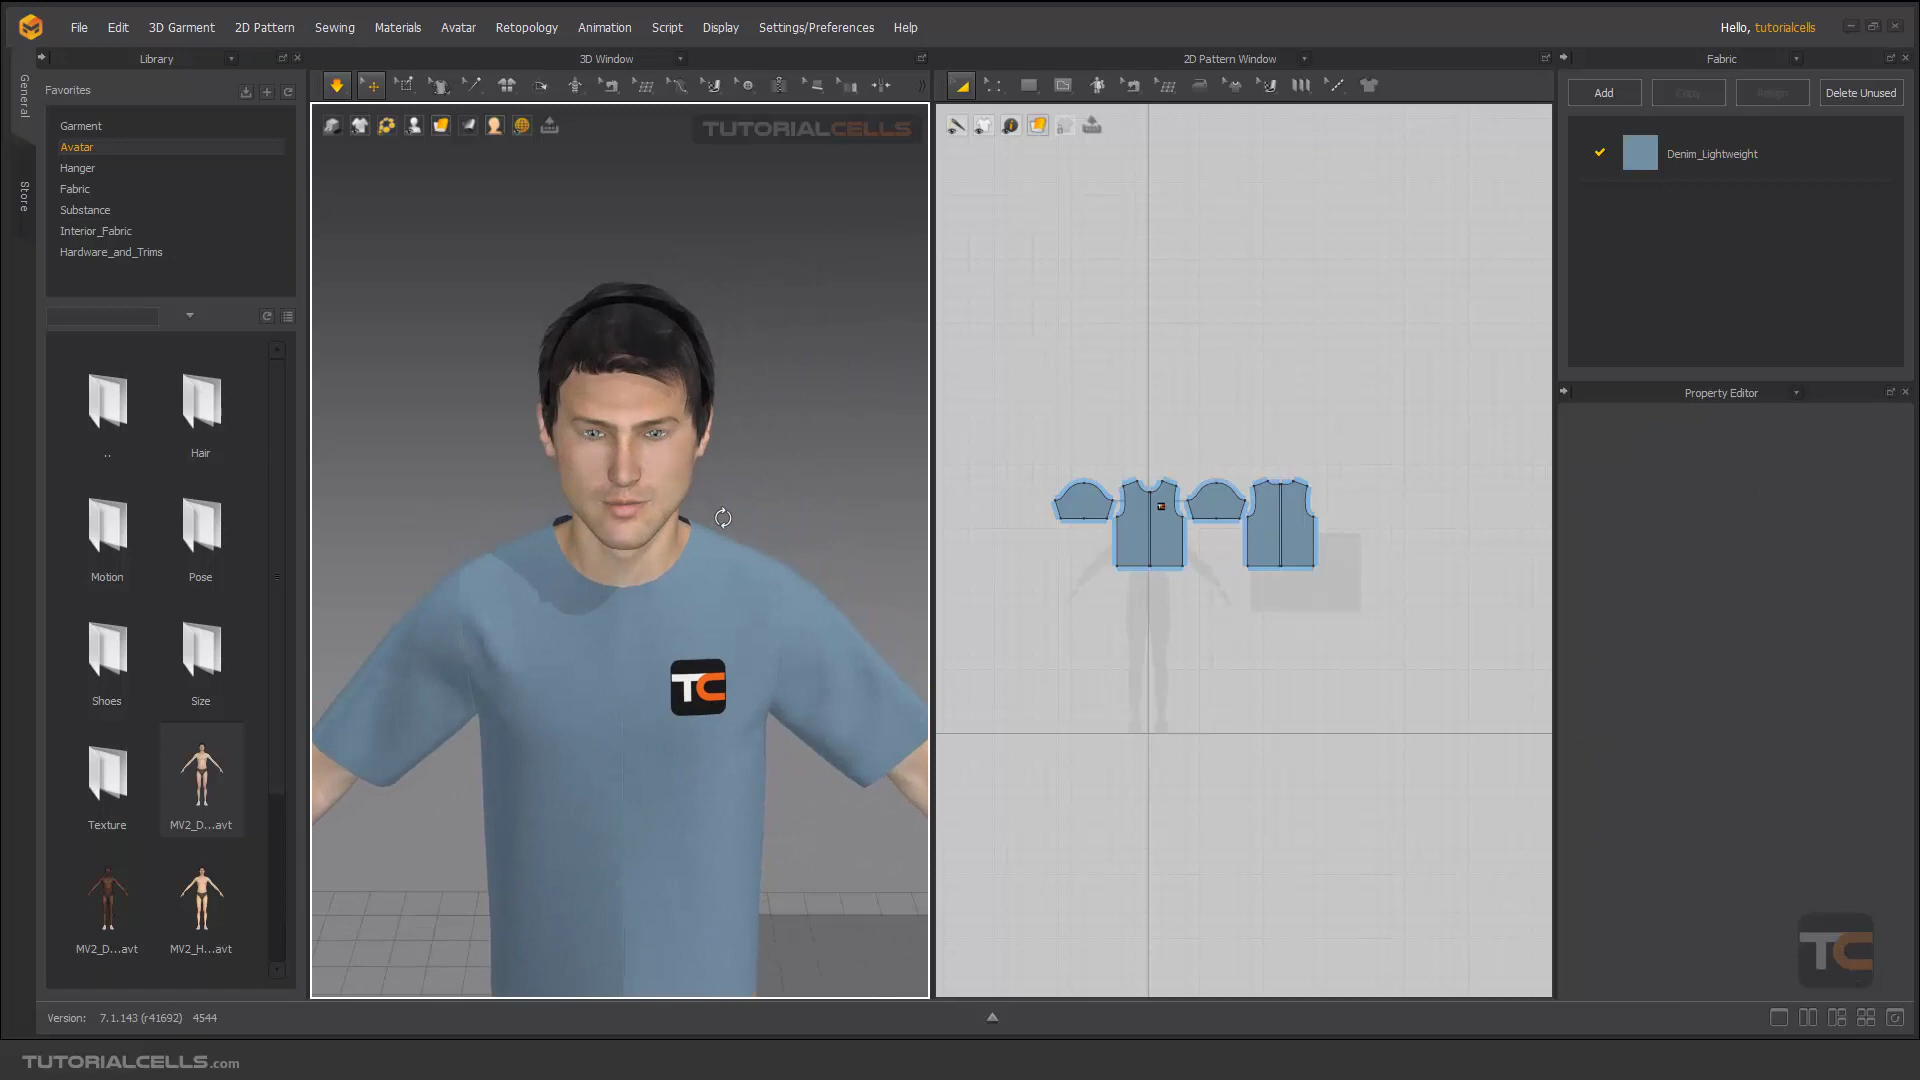 File Edit 3D Garment 2D Pattern Sewing Materials Avatar Retopology Animation Script Display Settings/Preferences Help
Hello, tutorialcells
Library
3D Window
2D Pattern Window
Fabric
General
Store
Favorites
Garment
Avatar
Hanger
Fabric
Substance
Interior_Fabric
Hardware_and_Trims
TUTORIALCELLS
Add Copy Assign Delete Unused
Denim_Lightweight
Property Editor
..
Hair
Motion
Pose
Shoes
Size
Texture
MV2_D...avt
MV2_D...avt
MV2_H...avt
TC
TC
Version: 7.1.143 (r41692) 4544
TUTORIALCELLS.com